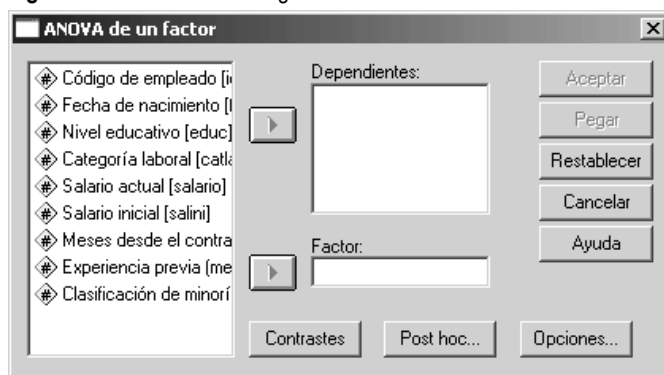 ANOVA de un factor
Código de empleado [i
Fecha de nacimiento [
Nivel educativo [educ]
Categoría laboral [catla
Salario actual [salario]
Salario inicial [salini]
Meses desde el contra
Experiencia previa (me
Clasificación de minorí
Dependientes:
Factor:
Aceptar
Pegar
Restablecer
Cancelar
Ayuda
Contrastes
Post hoc...
Opciones...